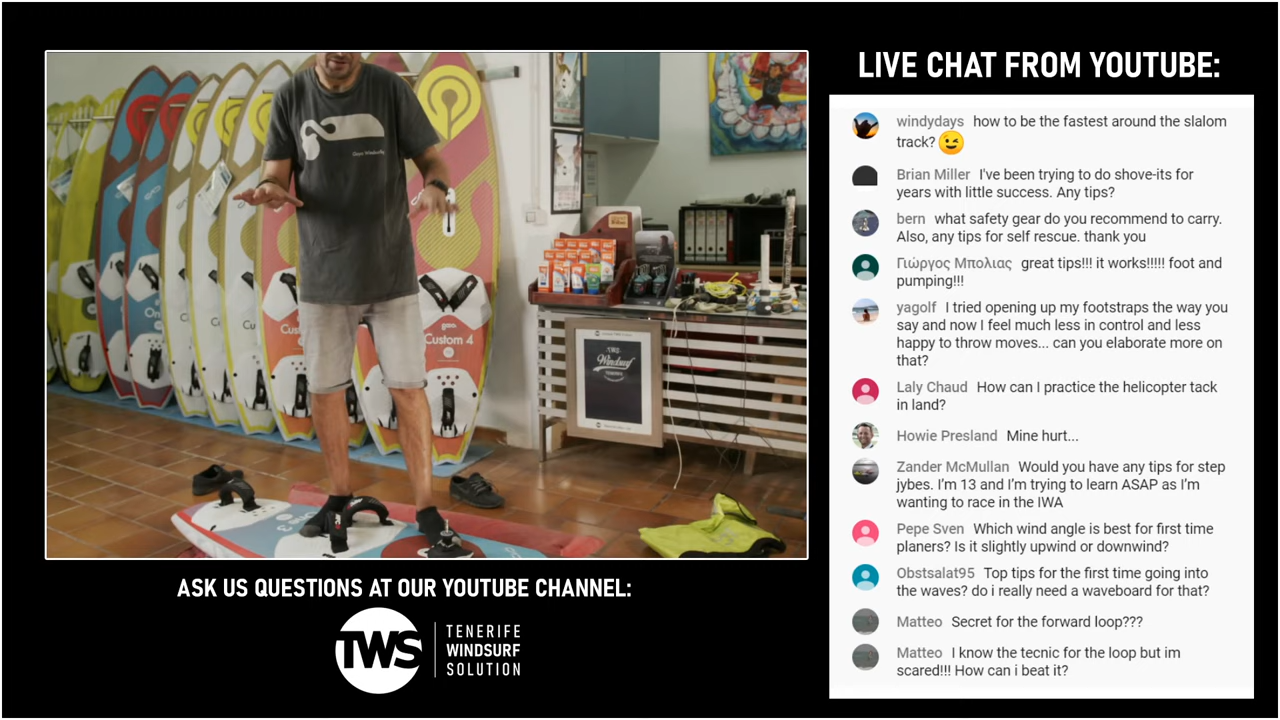 LIVE CHAT FROM YOUTUBE:
windydays how to be the fastest around the slalom
track? 😉
Brian Miller I've been trying to do shove-its for
years with little success. Any tips?
bern what safety gear do you recommend to carry.
Also, any tips for self rescue. thank you
Γιώργος Μπολιας great tips!!! it works!!!!! foot and
pumping!!!
yagolf I tried opening up my footstraps the way you
say and now I feel much less in control and less
happy to throw moves... can you elaborate more on
that?
Laly Chaud How can I practice the helicopter tack
in land?
Howie Presland Mine hurt...
Zander McMullan Would you have any tips for step
jybes. I'm 13 and I'm trying to learn ASAP as I'm
wanting to race in the IWA
Pepe Sven Which wind angle is best for first time
planers? Is it slightly upwind or downwind?
Obstsalat95 Top tips for the first time going into
the waves? do i really need a waveboard for that?
Matteo Secret for the forward loop???
Matteo I know the tecnic for the loop but im
scared!!! How can i beat it?
Goya Windsurfing
Custom 4
TWS
Windsurf
ASK US QUESTIONS AT OUR YOUTUBE CHANNEL:
TWS
TENERIFE
WINDSURF
SOLUTION